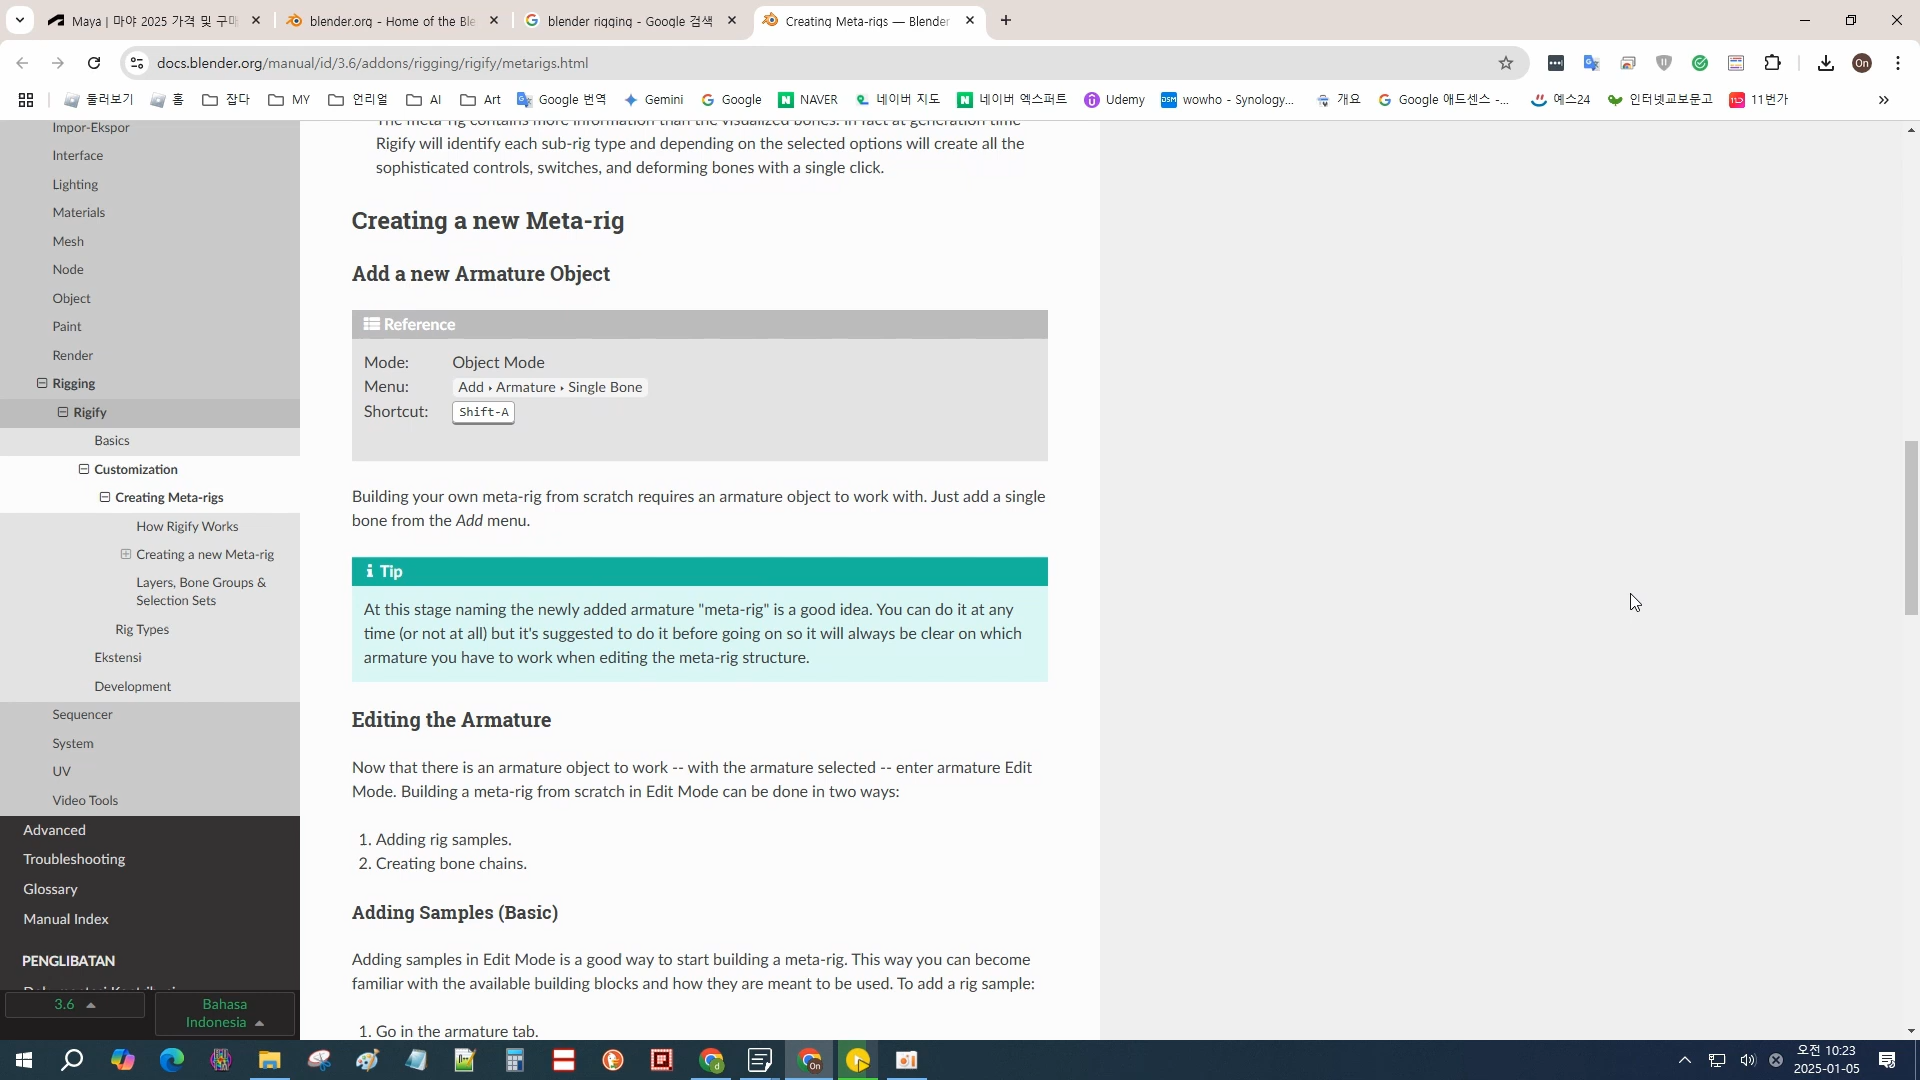 Maya | 마야 2025 가격 및 구매
blender.org - Home of the Ble
blender rigging - Google 검색
Creating Meta-rigs — Blender
docs.blender.org/manual/id/3.6/addons/rigging/rigify/metarigs.html
On
둘러보기
홈
잡다
MY
언리얼
AI
Art
Google 번역
Gemini
Google
NAVER
네이버 지도
네이버 엑스퍼트
Udemy
wowho - Synology...
개요
Google 애드센스 -...
예스24
인터넷교보문고
11번가
Impor-Ekspor
Interface
Lighting
Materials
Mesh
Node
Object
Paint
Render
Rigging
Rigify
Basics
Customization
Creating Meta-rigs
How Rigify Works
Creating a new Meta-rig
Layers, Bone Groups &
Selection Sets
Rig Types
Ekstensi
Development
Sequencer
System
UV
Video Tools
Advanced
Troubleshooting
Glossary
Manual Index
PENGLIBATAN
3.6
Bahasa
Indonesia
The meta-rig contains more information than the visualized bones. In fact at generation time
Rigify will identify each sub-rig type and depending on the selected options will create all the
sophisticated controls, switches, and deforming bones with a single click.
Creating a new Meta-rig
Add a new Armature Object
Reference
Mode: Object Mode
Menu: Add ‣ Armature ‣ Single Bone
Shortcut: Shift-A
Building your own meta-rig from scratch requires an armature object to work with. Just add a single
bone from the Add menu.
Tip
At this stage naming the newly added armature "meta-rig" is a good idea. You can do it at any
time (or not at all) but it's suggested to do it before going on so it will always be clear on which
armature you have to work when editing the meta-rig structure.
Editing the Armature
Now that there is an armature object to work -- with the armature selected -- enter armature Edit
Mode. Building a meta-rig from scratch in Edit Mode can be done in two ways:
1. Adding rig samples.
2. Creating bone chains.
Adding Samples (Basic)
Adding samples in Edit Mode is a good way to start building a meta-rig. This way you can become
familiar with the available building blocks and how they are meant to be used. To add a rig sample:
1. Go in the armature tab.
오전 10:23
2025-01-05